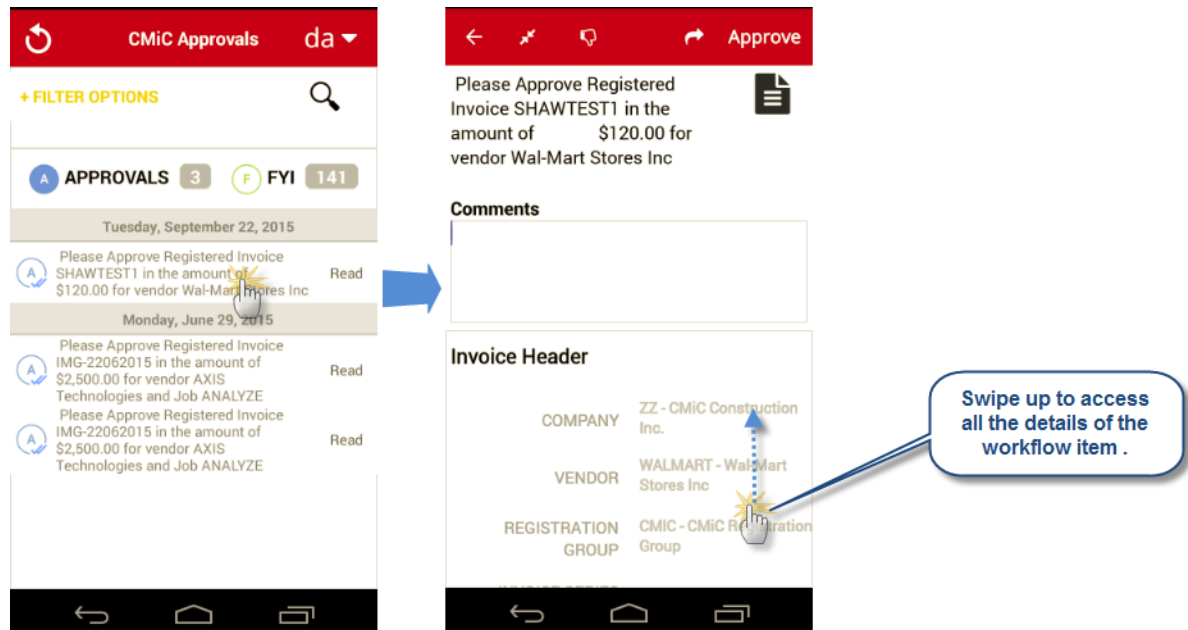 CMiC Approvals da
+ FILTER OPTIONS
A APPROVALS 3 F FYI 141
Tuesday, September 22, 2015
Please Approve Registered Invoice
A SHAWTEST1 in the amount of Read
$120.00 for vendor Wal-Mart Stores Inc
Monday, June 29, 2015
Please Approve Registered Invoice
A IMG-22062015 in the amount of Read
$2,500.00 for vendor AXIS
Technologies and Job ANALYZE
Please Approve Registered Invoice
A IMG-22062015 in the amount of Read
$2,500.00 for vendor AXIS
Technologies and Job ANALYZE
Approve
Please Approve Registered
Invoice SHAWTEST1 in the
amount of $120.00 for
vendor Wal-Mart Stores Inc
Comments
Invoice Header
COMPANY ZZ - CMiC Construction
Inc.
VENDOR WALMART - Wal-Mart
Stores Inc
REGISTRATION CMIC - CMiC Registration
GROUP Group
Swipe up to access
all the details of the
workflow item .